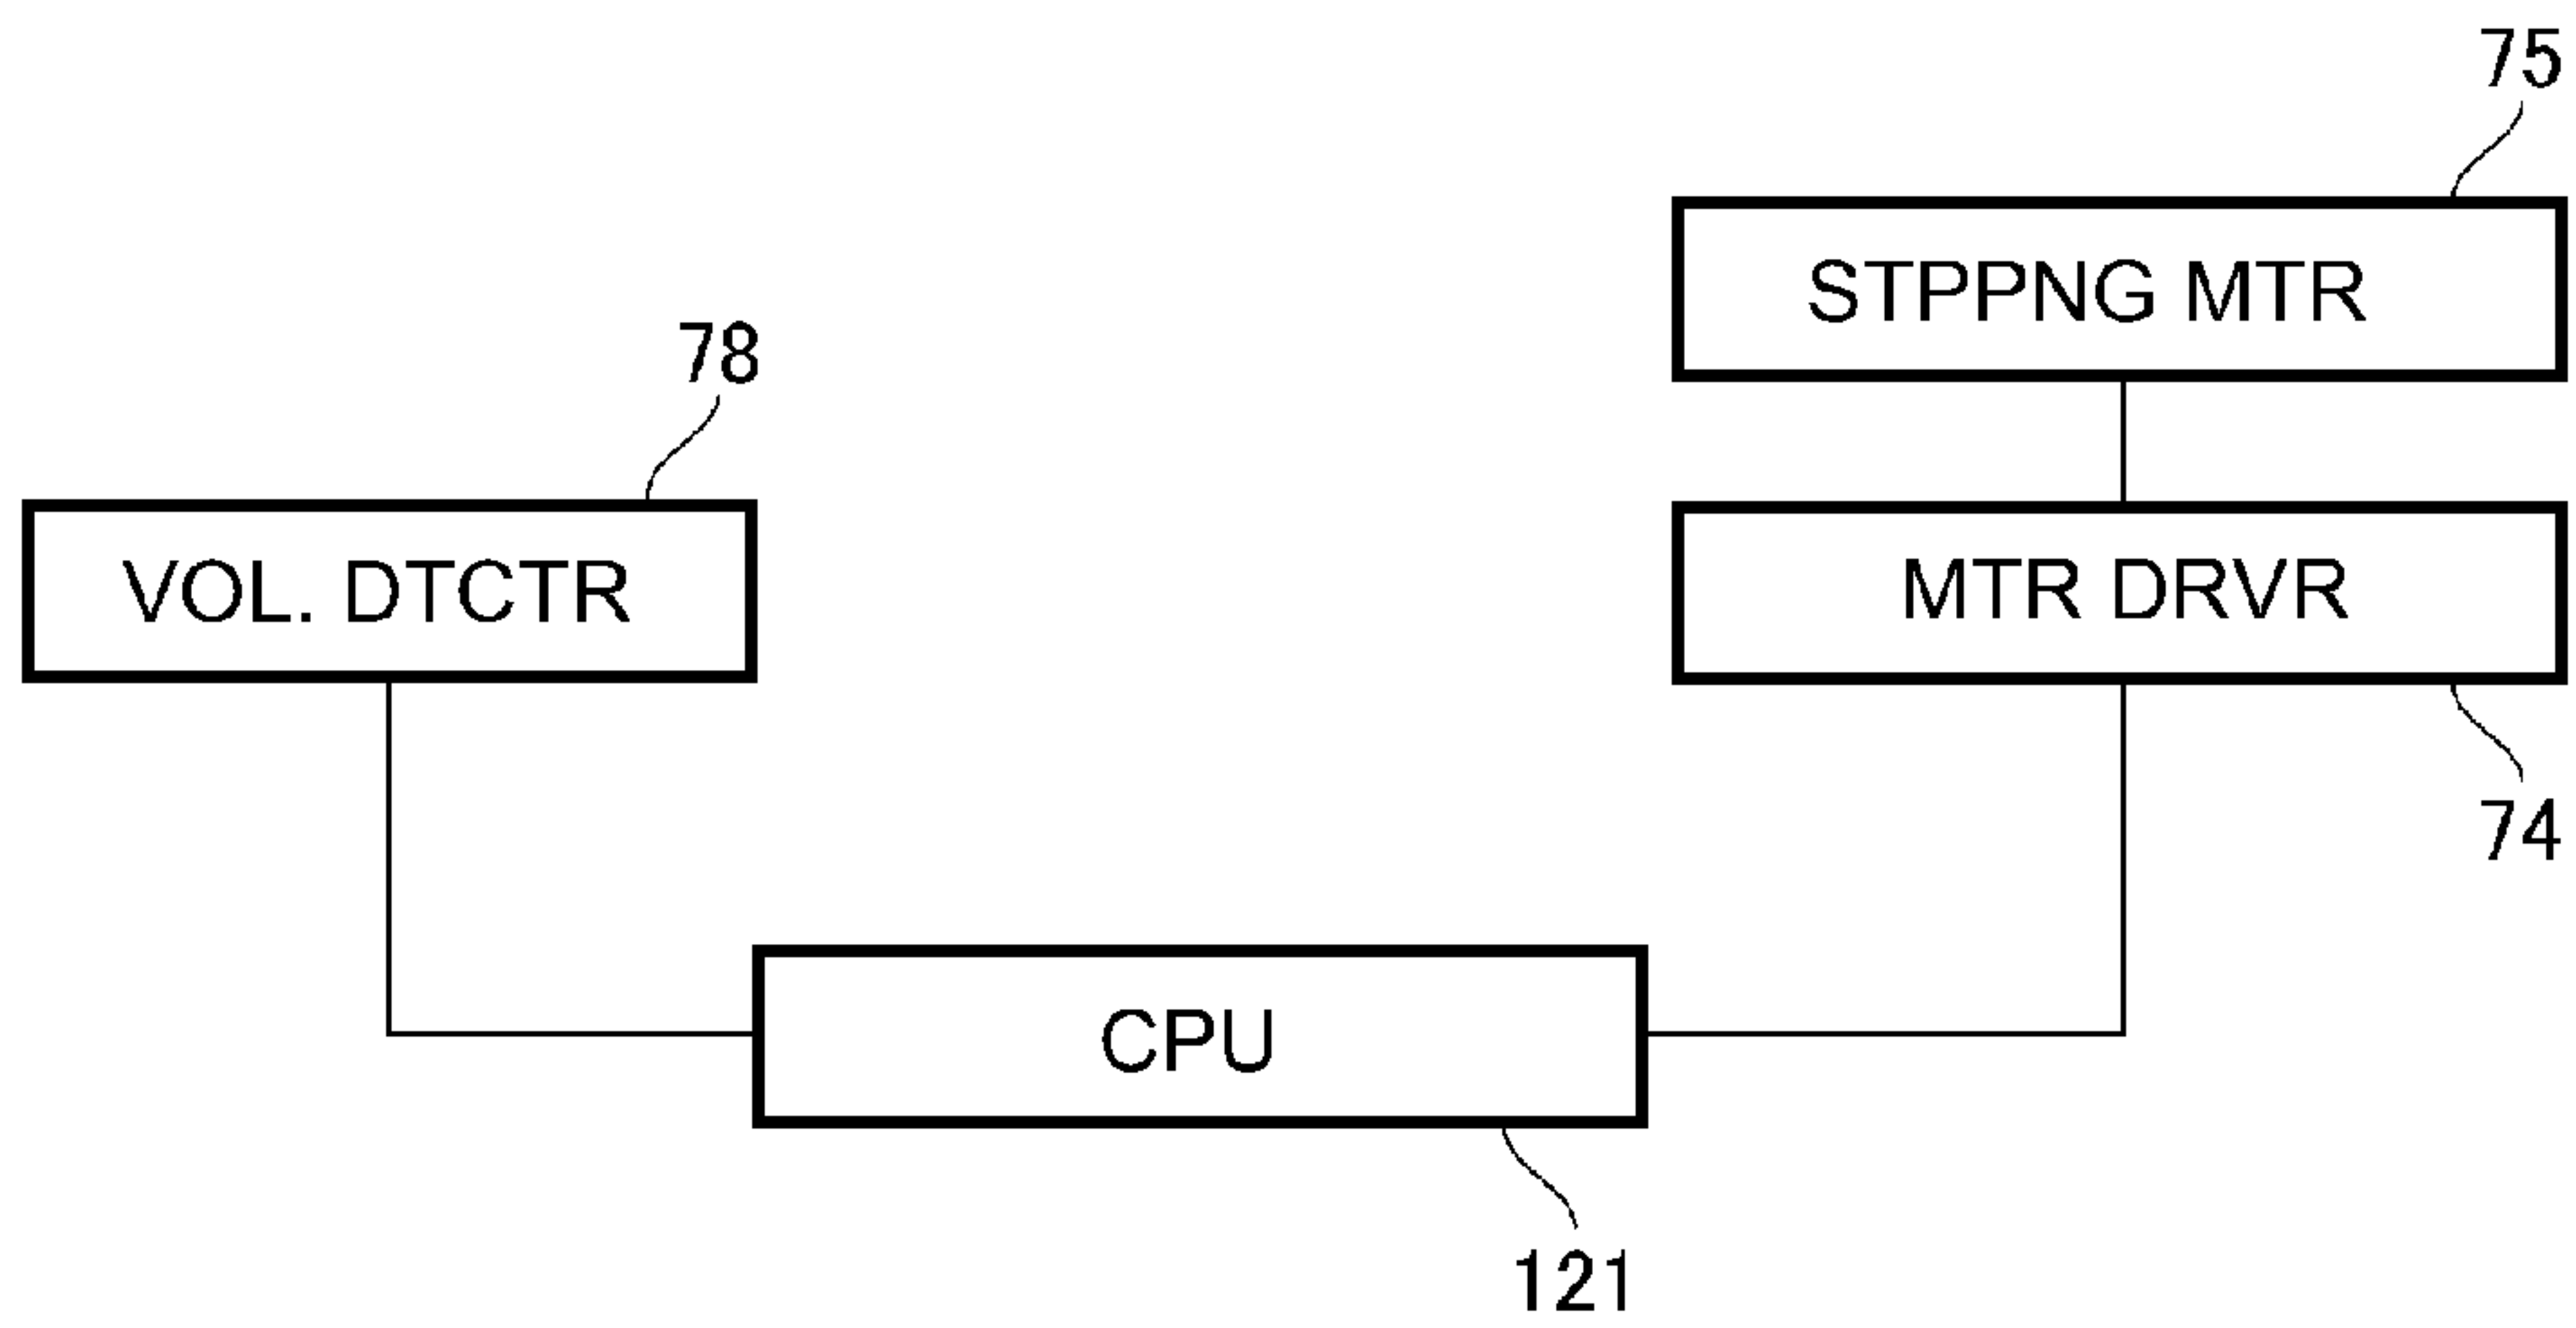 75
STPPNG MTR
78
VOL. DTCTR
MTR DRVR
74
CPU
121